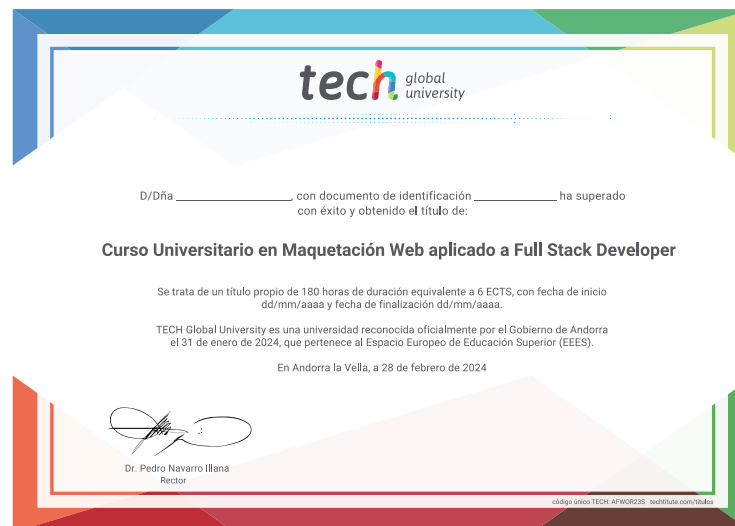 tech global university
D/Dña ____________________, con documento de identificación ______________ ha superado
con éxito y obtenido el título de:
Curso Universitario en Maquetación Web aplicado a Full Stack Developer
Se trata de un título propio de 180 horas de duración equivalente a 6 ECTS, con fecha de inicio
dd/mm/aaaa y fecha de finalización dd/mm/aaaa.
TECH Global University es una universidad reconocida oficialmente por el Gobierno de Andorra
el 31 de enero de 2024, que pertenece al Espacio Europeo de Educación Superior (EEES).
En Andorra la Vella, a 28 de febrero de 2024
Dr. Pedro Navarro Illana
Rector
código único TECH: AFWOR23S techtitute.com/titulos